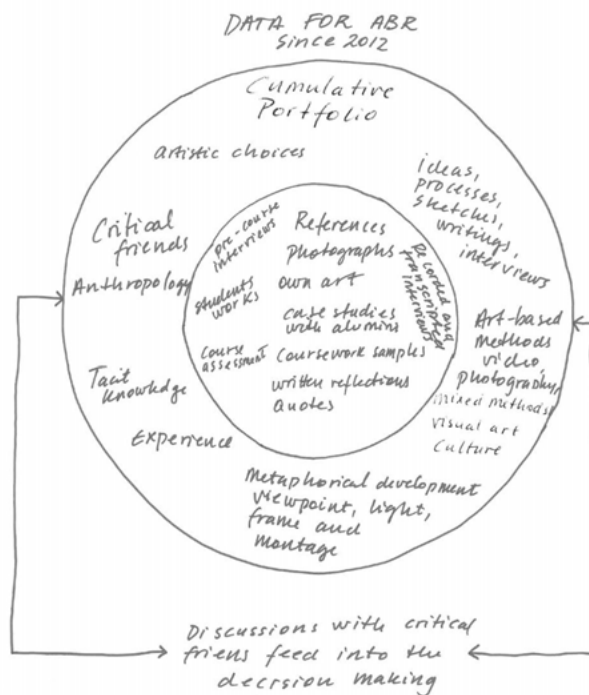 DATA FOR ABR
since 2012
Cumulative
Portfolio
artistic choices
ideas,
processes,
sketches,
writings,
interviews
Critical
friends
Anthropology
pre-course
interviews
References
photographs
own art
case studies
with alumins
coursework samples
written reflections
quotes
students
works
course
assessment
Recorded and
transcripted
interviews
Art-based
methods
video,
photography,
mixed methods,
visual art
culture
Tacit
knowledge
Experience
Metaphorical development
viewpoint, light,
frame and
montage
Discussions with critical
friens feed into the
decision making